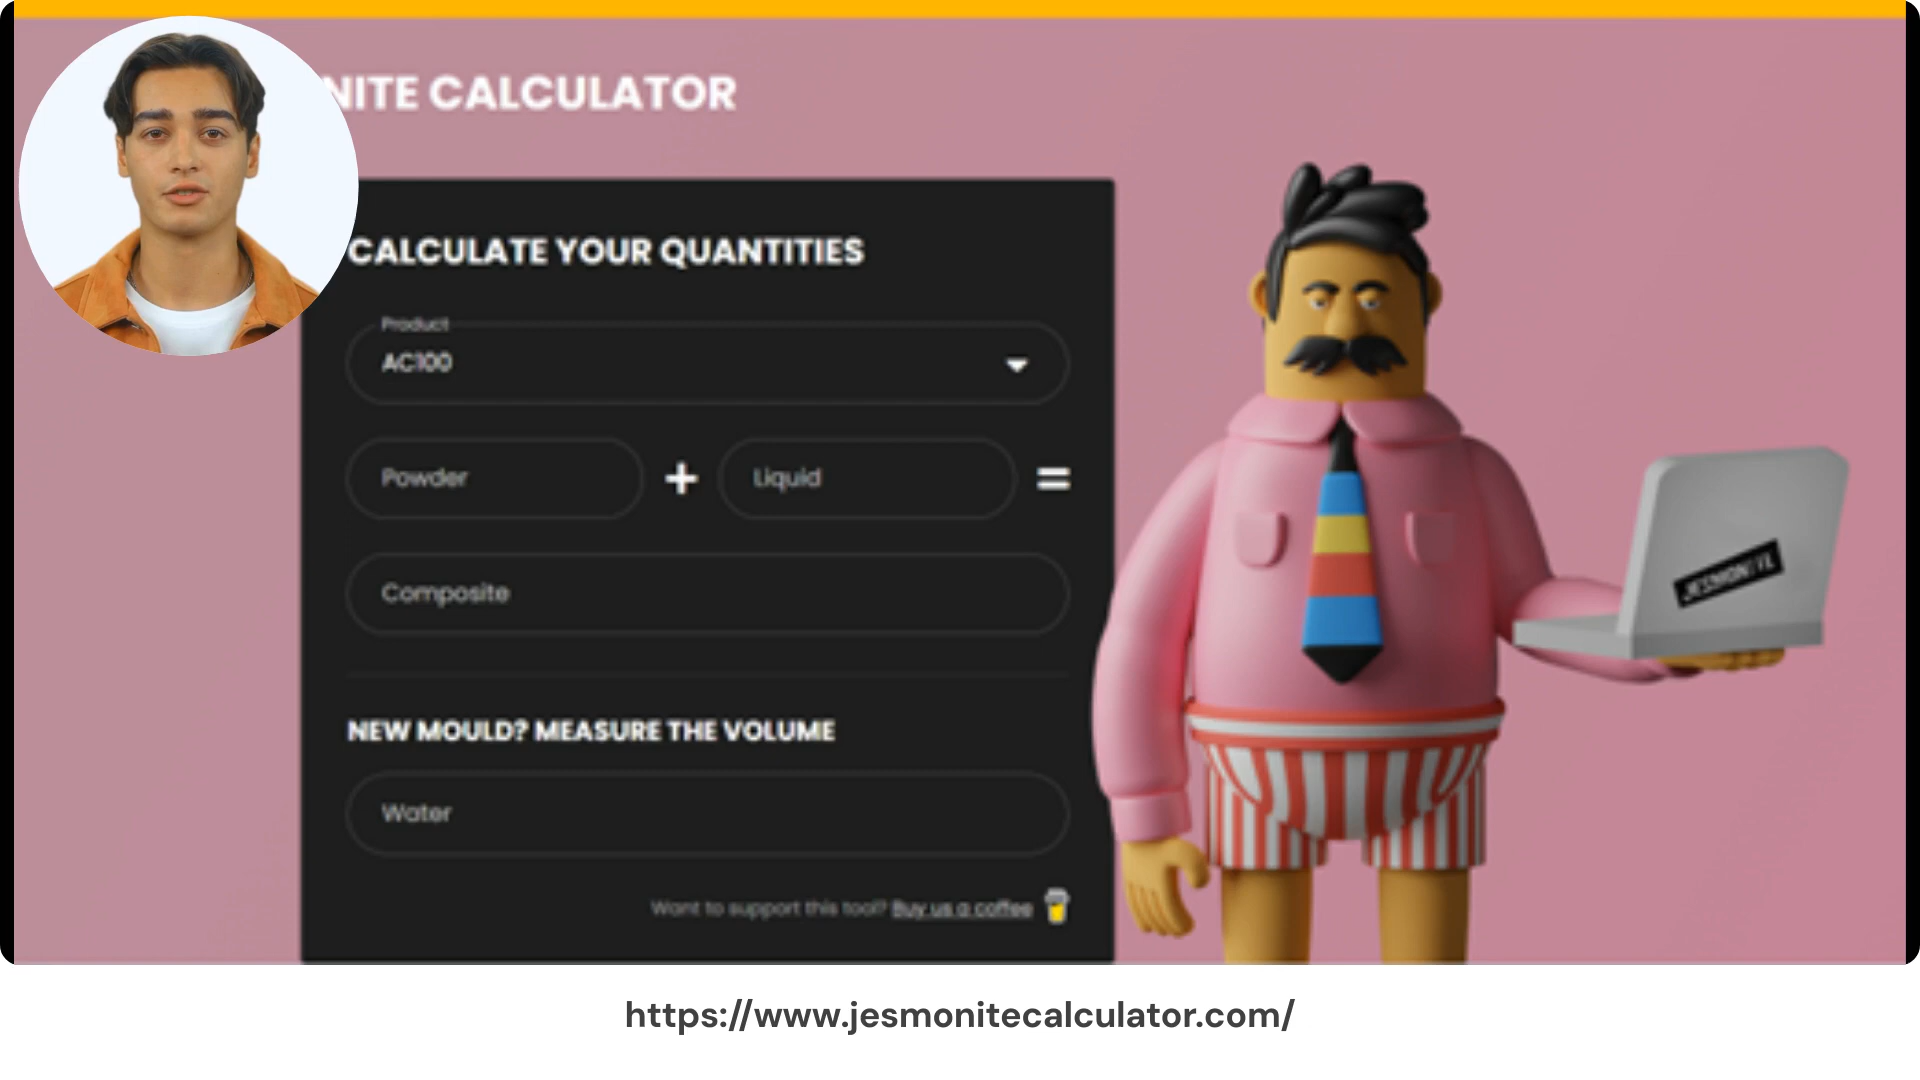 NITE CALCULATOR
CALCULATE YOUR QUANTITIES
Product
AC100
Powder + Liquid =
Composite
NEW MOULD? MEASURE THE VOLUME
Water
Want to support this tool? Buy us a coffee
https://www.jesmonitecalculator.com/